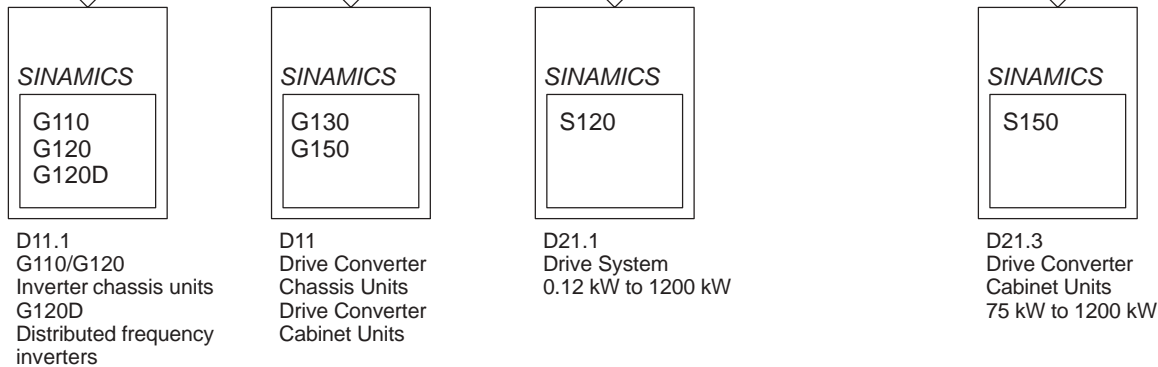 SINAMICS
G110
G120
G120D
D11.1
G110/G120
Inverter chassis units
G120D
Distributed frequency
inverters
SINAMICS
G130
G150
D11
Drive Converter
Chassis Units
Drive Converter
Cabinet Units
SINAMICS
S120
D21.1
Drive System
0.12 kW to 1200 kW
SINAMICS
S150
D21.3
Drive Converter
Cabinet Units
75 kW to 1200 kW